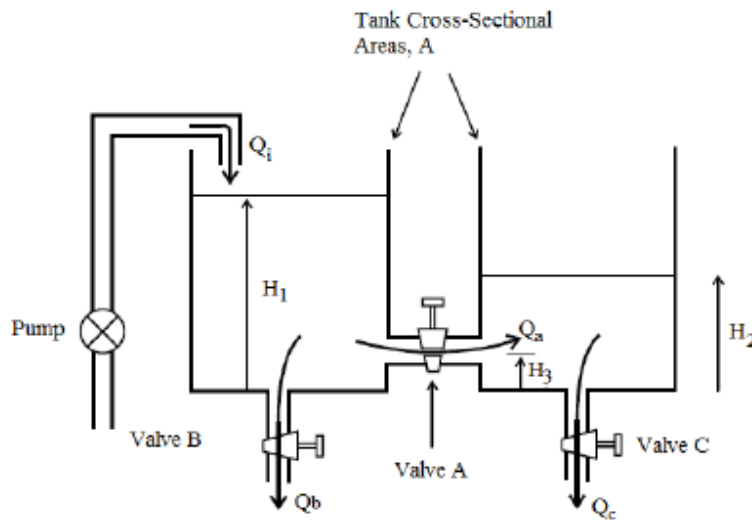 Tank Cross-Sectional
Areas, A
Qi
H1
Pump
Qa
H3
H2
Valve B
Valve A
Valve C
Qb
Qc